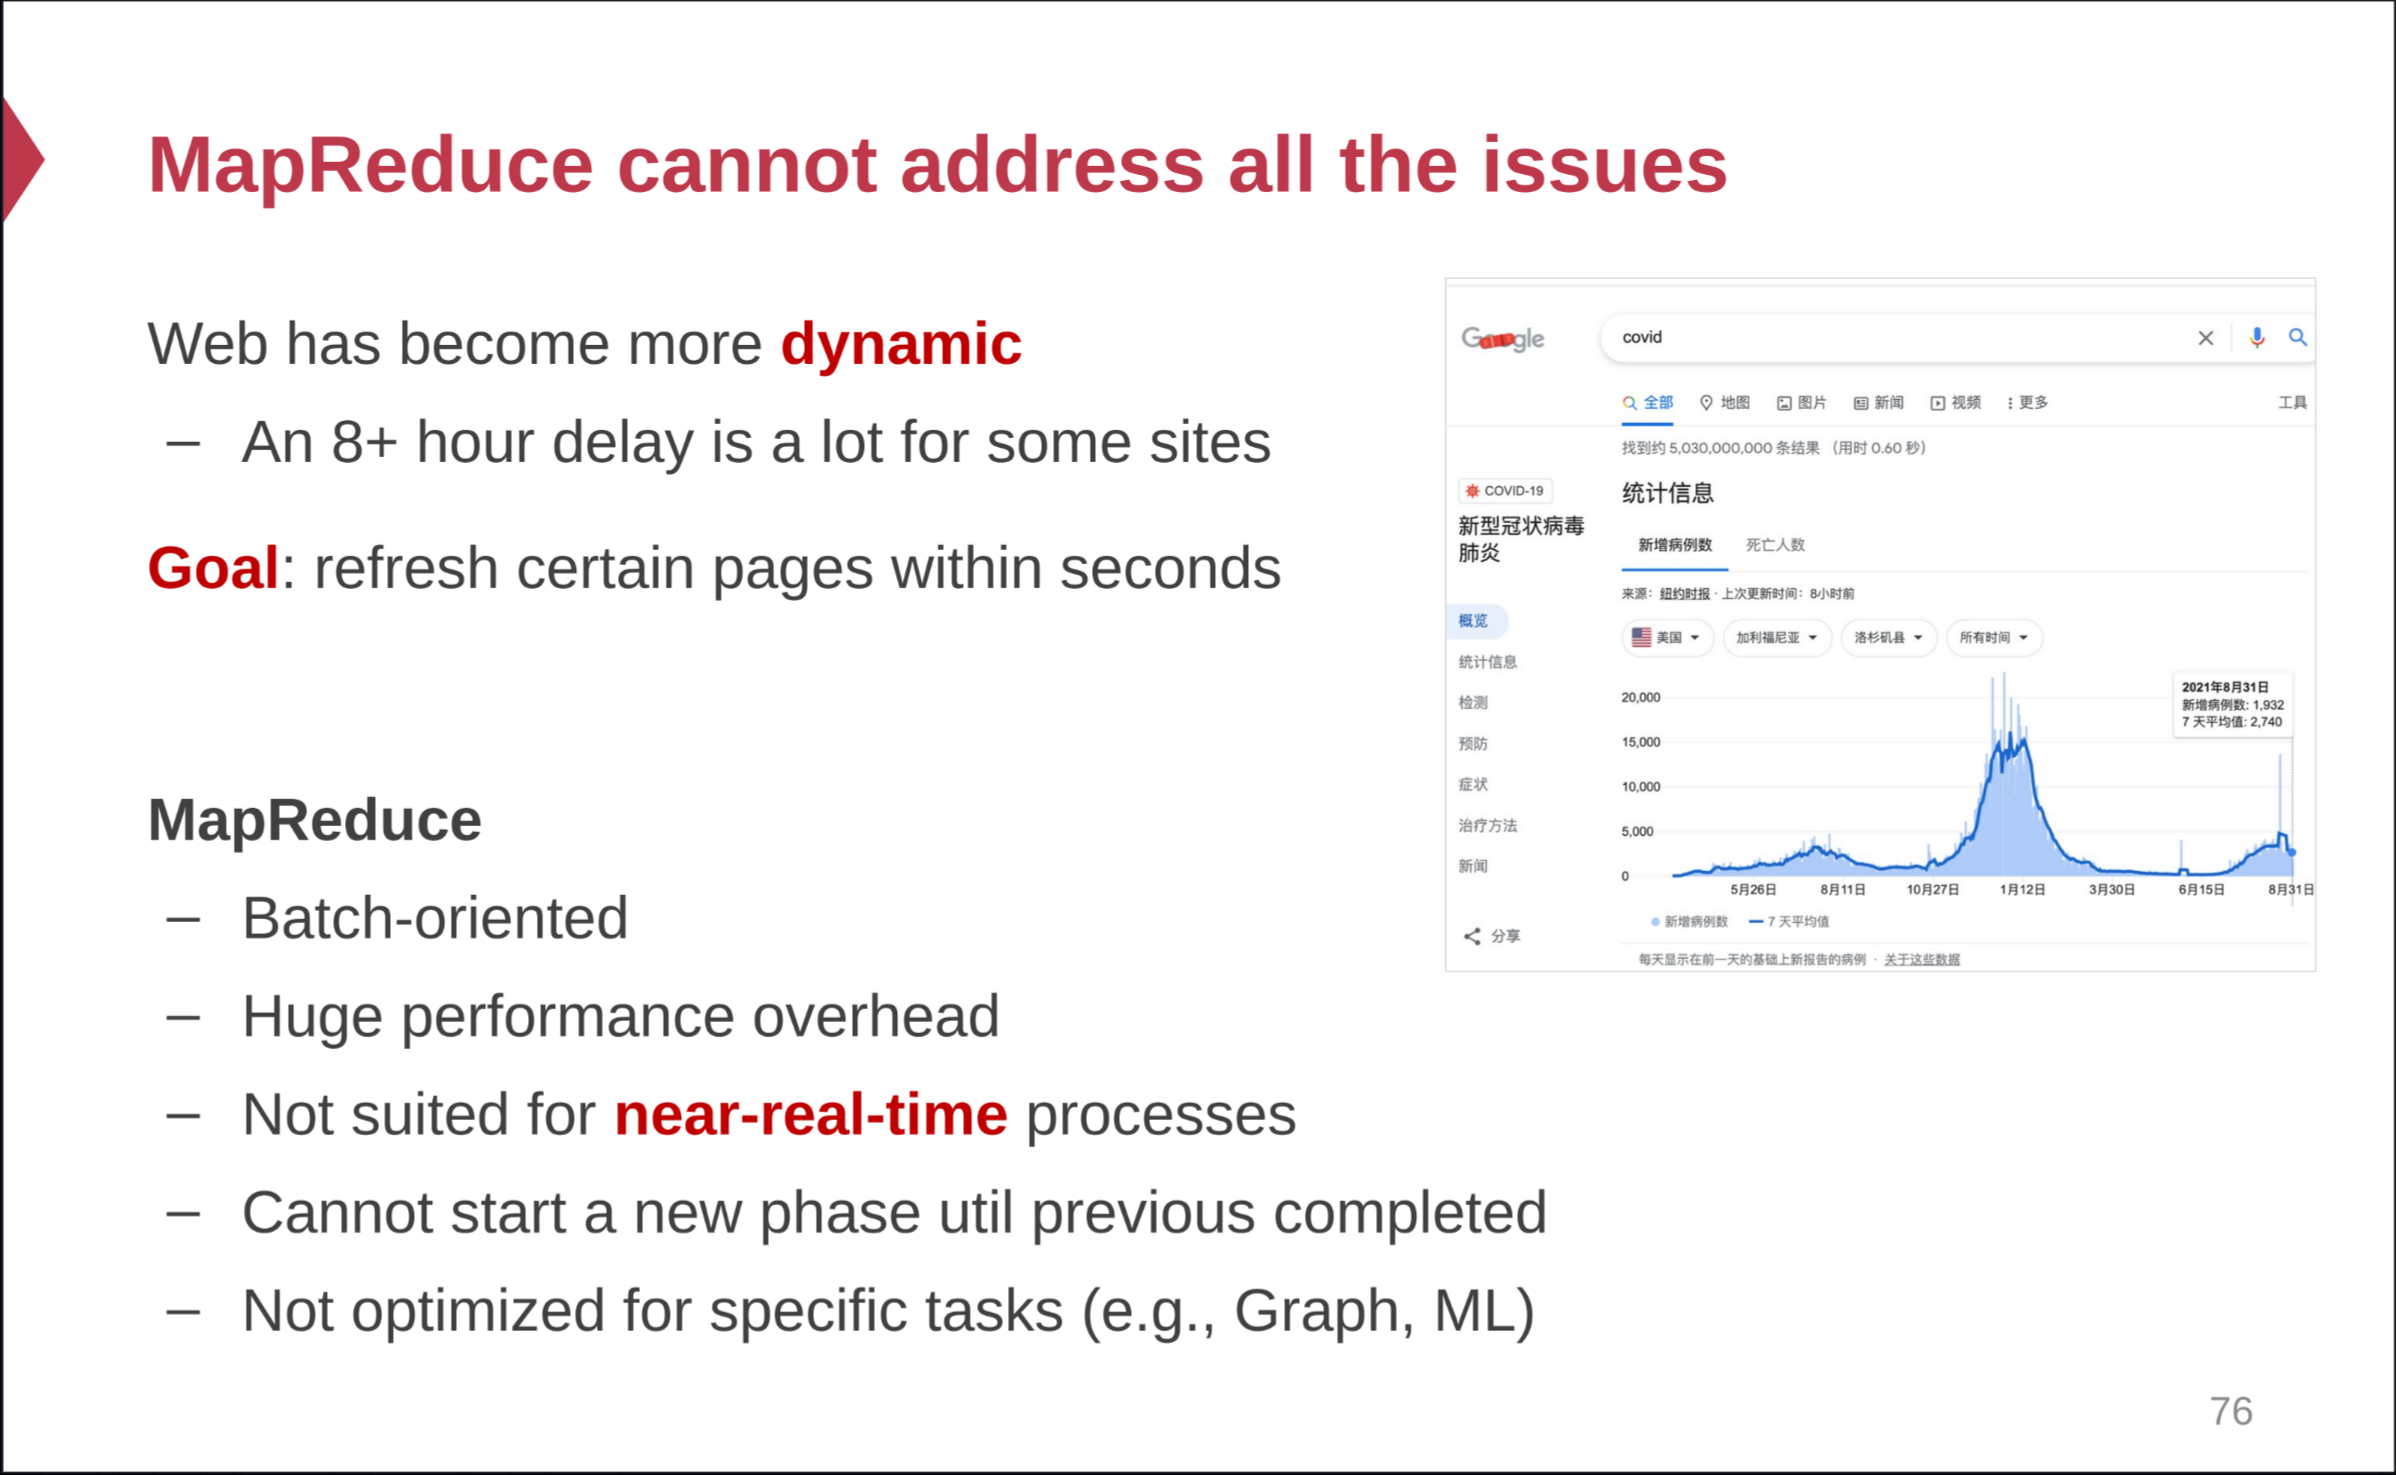 MapReduce cannot address all the issues
Web has become more dynamic
– An 8+ hour delay is a lot for some sites
Goal: refresh certain pages within seconds
MapReduce
– Batch-oriented
– Huge performance overhead
– Not suited for near-real-time processes
– Cannot start a new phase util previous completed
– Not optimized for specific tasks (e.g., Graph, ML)
Google
covid
全部 地图 图片 新闻 视频 更多 工具
找到约 5,030,000,000 条结果 （用时 0.60 秒）
COVID-19
新型冠状病毒
肺炎
概览
统计信息
检测
预防
症状
治疗方法
新闻
分享
统计信息
新增病例数 死亡人数
来源：纽约时报 · 上次更新时间：8小时前
美国 加利福尼亚 洛杉矶县 所有时间
2021年8月31日
新增病例数: 1,932
7 天平均值: 2,740
20,000
15,000
10,000
5,000
0
5月26日 8月11日 10月27日 1月12日 3月30日 6月15日 8月31日
新增病例数 7 天平均值
每天显示在前一天的基础上新报告的病例 · 关于这些数据
76